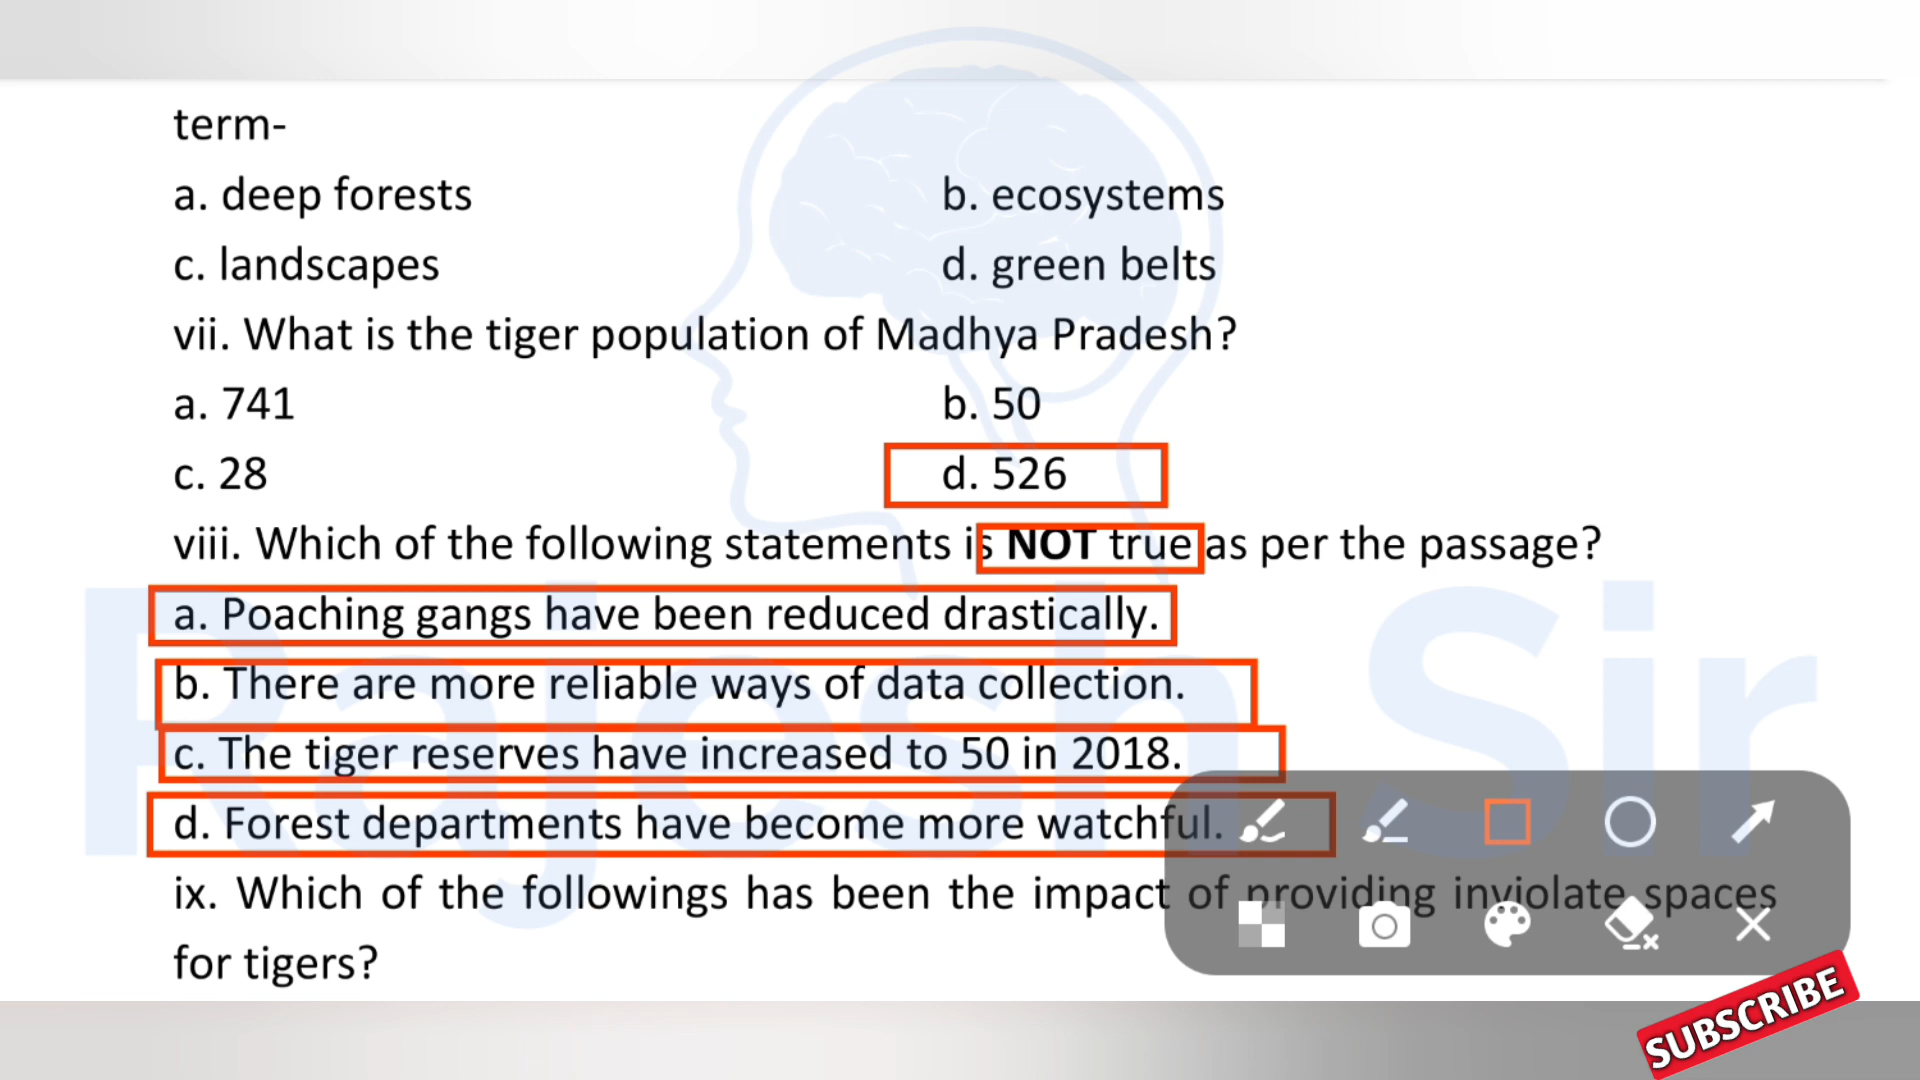 term-
a. deep forests b. ecosystems
c. landscapes d. green belts
vii. What is the tiger population of Madhya Pradesh?
a. 741 b. 50
c. 28 d. 526
viii. Which of the following statements is NOT true as per the passage?
a. Poaching gangs have been reduced drastically.
b. There are more reliable ways of data collection.
c. The tiger reserves have increased to 50 in 2018.
d. Forest departments have become more watchful.
ix. Which of the followings has been the impact of providing inviolate spaces
for tigers?
Rajesh Sir
SUBSCRIBE